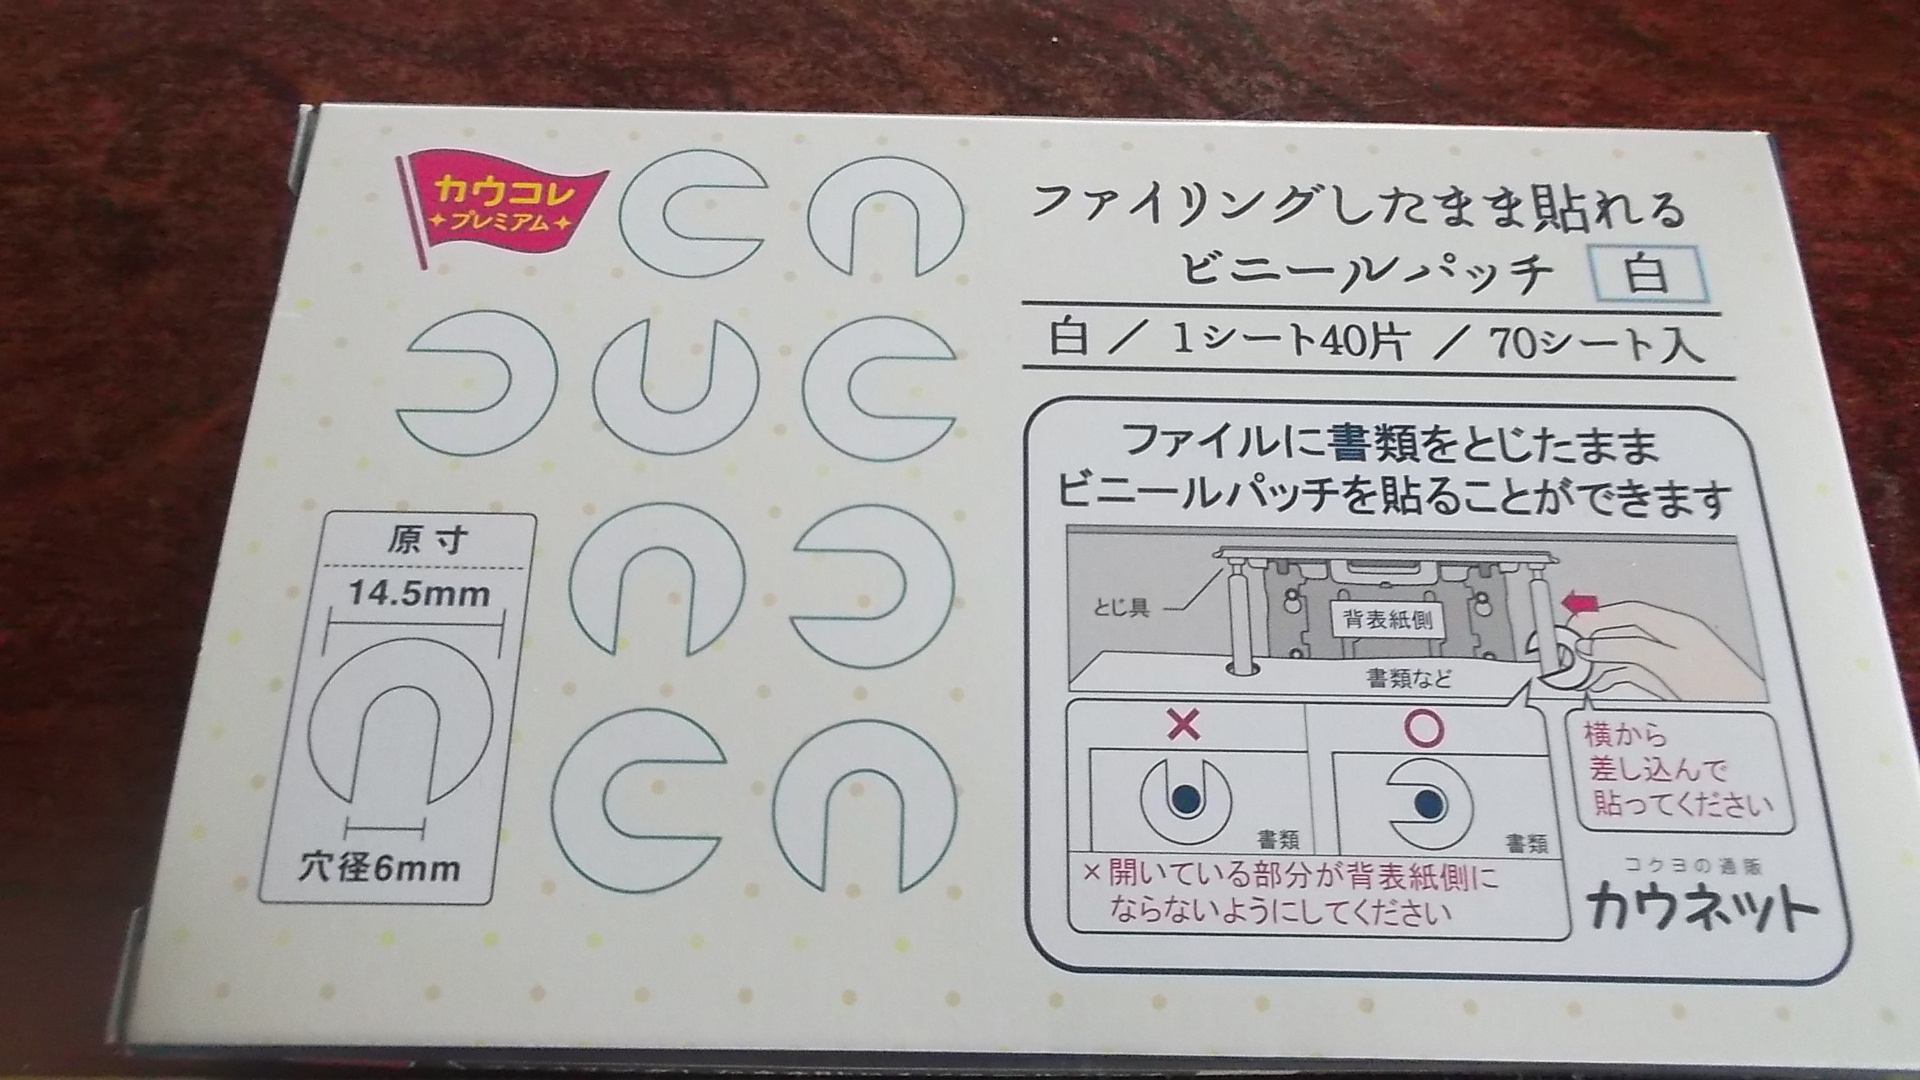 カウコレ
プレミアム
ファイリングしたまま貼れる
ビニールパッチ 白
白 / 1シート40片 / 70シート入
ファイルに書類をとじたまま
ビニールパッチを貼ることができます
とじ具
背表紙側
書類など
× ○
書類 書類
×開いている部分が背表紙側に
ならないようにしてください
横から
差し込んで
貼ってください
コクヨの通販
カウネット
原寸
14.5mm
穴径6mm